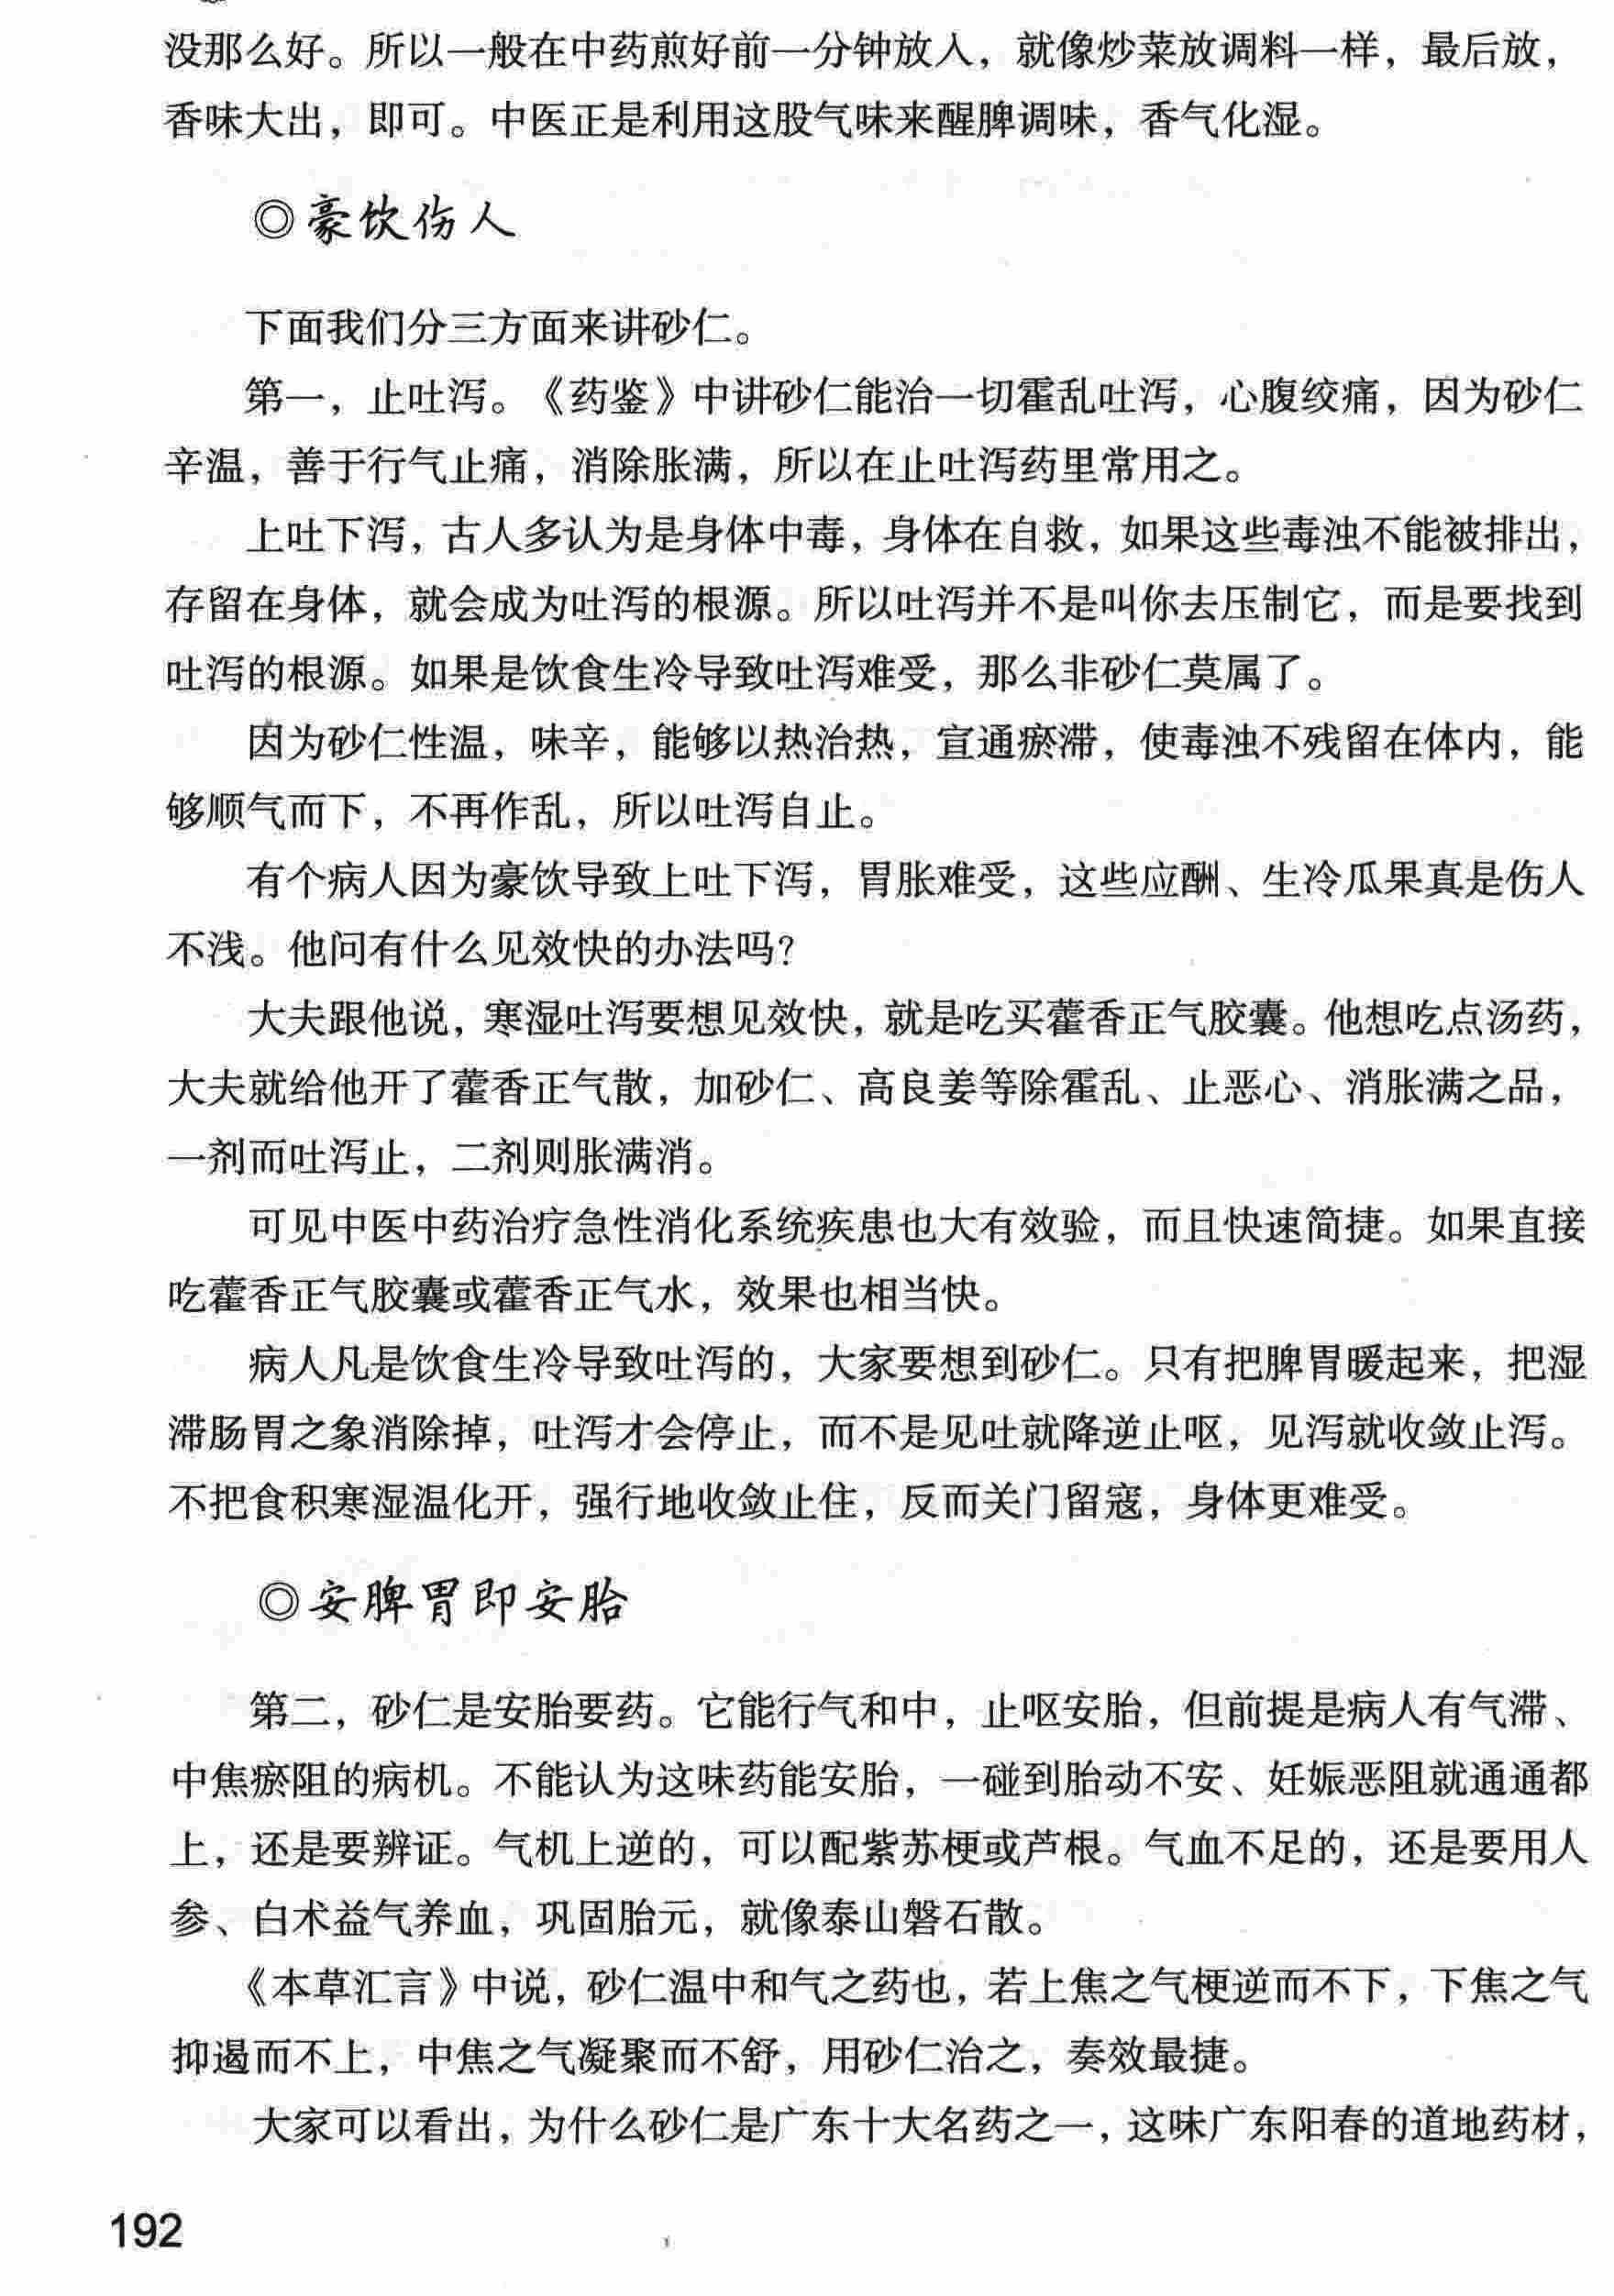 没那么好。所以一般在中药煎好前一分钟放入，就像炒菜放调料一样，最后放，
香味大出，即可。中医正是利用这股气味来醒脾调味，香气化湿。
◎豪饮伤人
下面我们分三方面来讲砂仁。
第一，止吐泻。《药鉴》中讲砂仁能治一切霍乱吐泻，心腹绞痛，因为砂仁
辛温，善于行气止痛，消除胀满，所以在止吐泻药里常用之。
上吐下泻，古人多认为是身体中毒，身体在自救，如果这些毒浊不能被排出，
存留在身体，就会成为吐泻的根源。所以吐泻并不是叫你去压制它，而是要找到
吐泻的根源。如果是饮食生冷导致吐泻难受，那么非砂仁莫属了。
因为砂仁性温，味辛，能够以热治热，宣通瘀滞，使毒浊不残留在体内，能
够顺气而下，不再作乱，所以吐泻自止。
有个病人因为豪饮导致上吐下泻，胃胀难受，这些应酬、生冷瓜果真是伤人
不浅。他问有什么见效快的办法吗？
大夫跟他说，寒湿吐泻要想见效快，就是吃买藿香正气胶囊。他想吃点汤药，
大夫就给他开了藿香正气散，加砂仁、高良姜等除霍乱、止恶心、消胀满之品，
一剂而吐泻止，二剂则胀满消。
可见中医中药治疗急性消化系统疾患也大有效验，而且快速简捷。如果直接
吃藿香正气胶囊或藿香正气水，效果也相当快。
病人凡是饮食生冷导致吐泻的，大家要想到砂仁。只有把脾胃暖起来，把湿
滞肠胃之象消除掉，吐泻才会停止，而不是见吐就降逆止呕，见泻就收敛止泻。
不把食积寒湿温化开，强行地收敛止住，反而关门留寇，身体更难受。
◎安脾胃即安胎
第二，砂仁是安胎要药。它能行气和中，止呕安胎，但前提是病人有气滞、
中焦瘀阻的病机。不能认为这味药能安胎，一碰到胎动不安、妊娠恶阻就通通都
上，还是要辨证。气机上逆的，可以配紫苏梗或芦根。气血不足的，还是要用人
参、白术益气养血，巩固胎元，就像泰山磐石散。
《本草汇言》中说，砂仁温中和气之药也，若上焦之气梗逆而不下，下焦之气
抑遏而不上，中焦之气凝聚而不舒，用砂仁治之，奏效最捷。
大家可以看出，为什么砂仁是广东十大名药之一，这味广东阳春的道地药材，
192